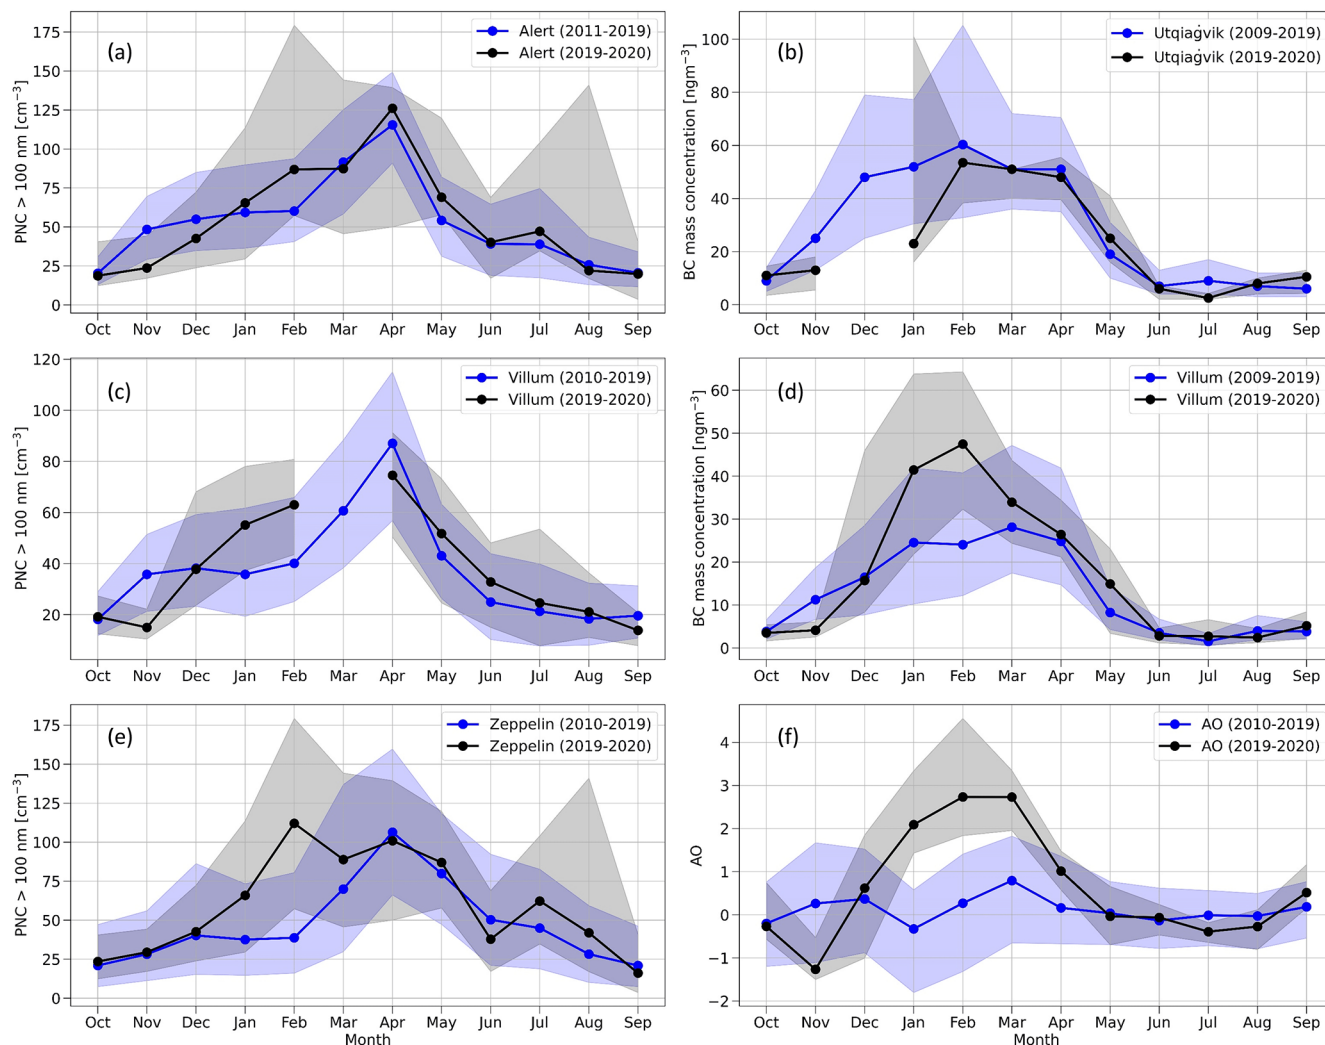 (a)
Alert (2011-2019)
Alert (2019-2020)
PNC > 100 nm [cm⁻³]
175
150
125
100
75
50
25
0
Oct Nov Dec Jan Feb Mar Apr May Jun Jul Aug Sep
(b)
Utqiaġvik (2009-2019)
Utqiaġvik (2019-2020)
BC mass concentration [ngm⁻³]
100
80
60
40
20
0
Oct Nov Dec Jan Feb Mar Apr May Jun Jul Aug Sep
(c)
Villum (2010-2019)
Villum (2019-2020)
PNC > 100 nm [cm⁻³]
120
100
80
60
40
20
Oct Nov Dec Jan Feb Mar Apr May Jun Jul Aug Sep
(d)
Villum (2009-2019)
Villum (2019-2020)
BC mass concentration [ngm⁻³]
60
50
40
30
20
10
0
Oct Nov Dec Jan Feb Mar Apr May Jun Jul Aug Sep
(e)
Zeppelin (2010-2019)
Zeppelin (2019-2020)
PNC > 100 nm [cm⁻³]
175
150
125
100
75
50
25
0
Oct Nov Dec Jan Feb Mar Apr May Jun Jul Aug Sep
Month
(f)
AO (2010-2019)
AO (2019-2020)
AO
4
3
2
1
0
−1
−2
Oct Nov Dec Jan Feb Mar Apr May Jun Jul Aug Sep
Month